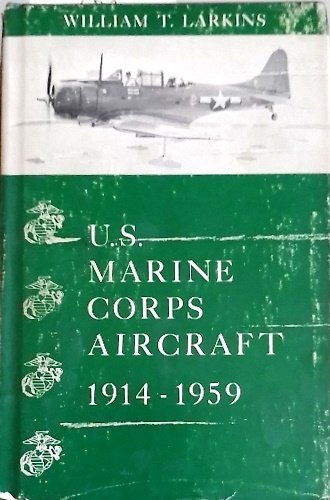 WILLIAM T. LARKINS
U.S.
MARINE
CORPS
AIRCRAFT
1914-1959